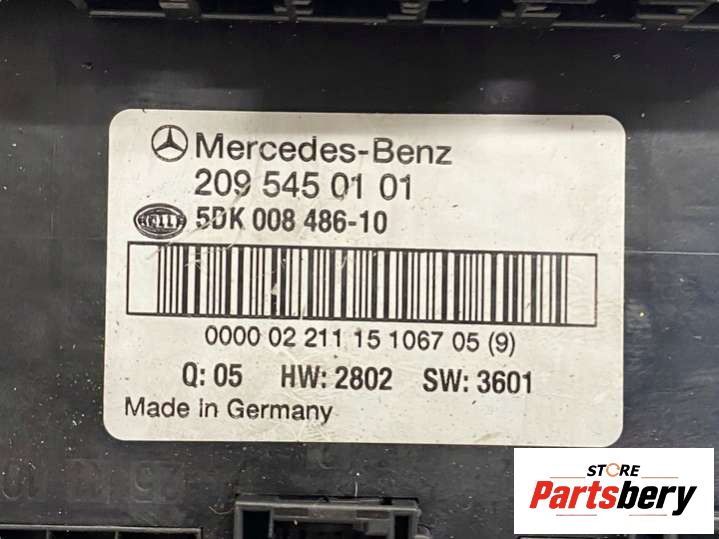 Mercedes-Benz
209 545 01 01
HELLA 5DK 008 486-10
0000 02 211 15 1067 05 (9)
Q: 05 HW: 2802 SW: 3601
Made in Germany
STORE
Partsbery